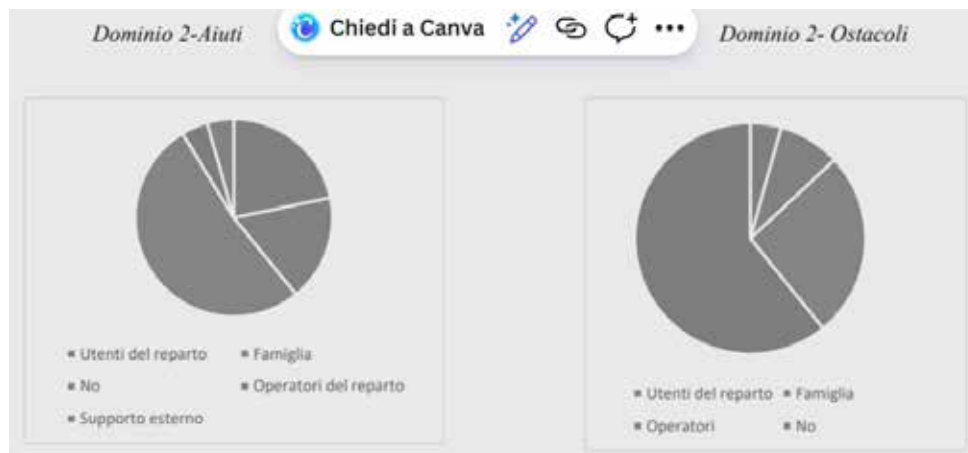 Dominio 2-Aiuti
Chiedi a Canva
Dominio 2- Ostacoli
Utenti del reparto
Famiglia
No
Operatori del reparto
Supporto esterno
Utenti del reparto
Famiglia
Operatori
No